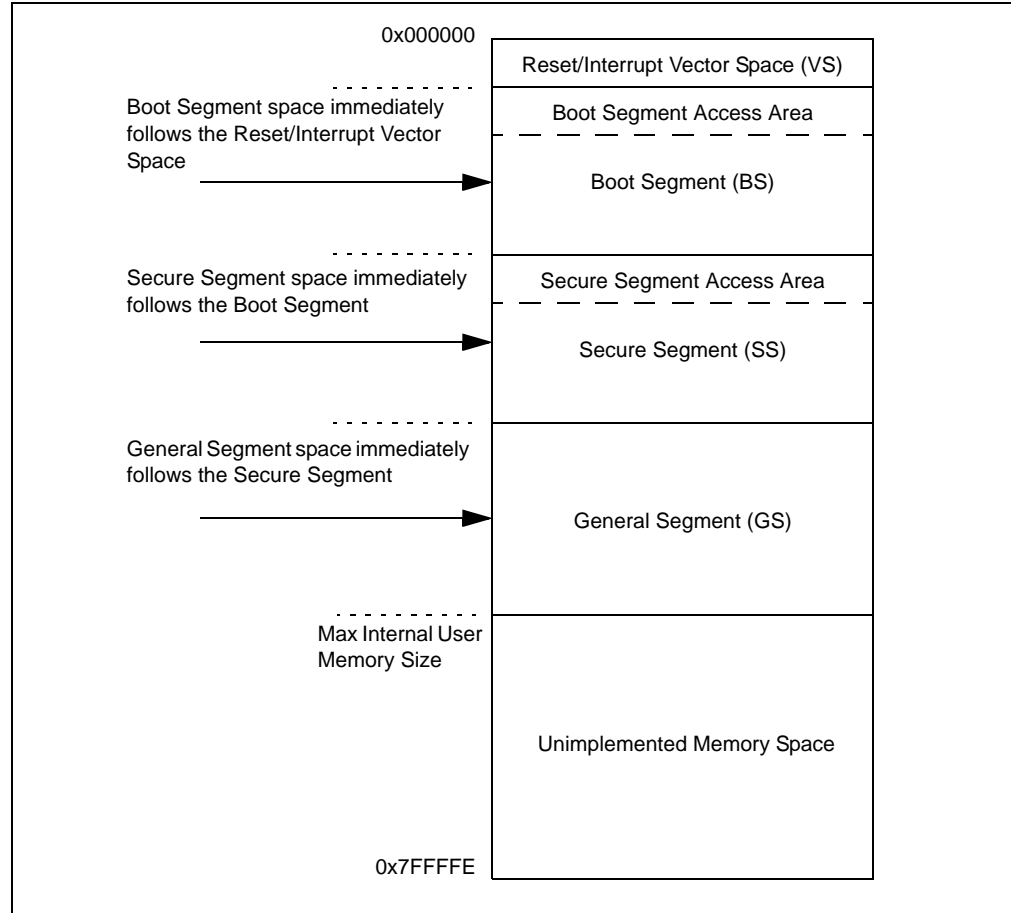 0x000000
Reset/Interrupt Vector Space (VS)
Boot Segment space immediately
follows the Reset/Interrupt Vector
Space
Boot Segment Access Area
Boot Segment (BS)
Secure Segment space immediately
follows the Boot Segment
Secure Segment Access Area
Secure Segment (SS)
General Segment space immediately
follows the Secure Segment
General Segment (GS)
Max Internal User
Memory Size
Unimplemented Memory Space
0x7FFFFE